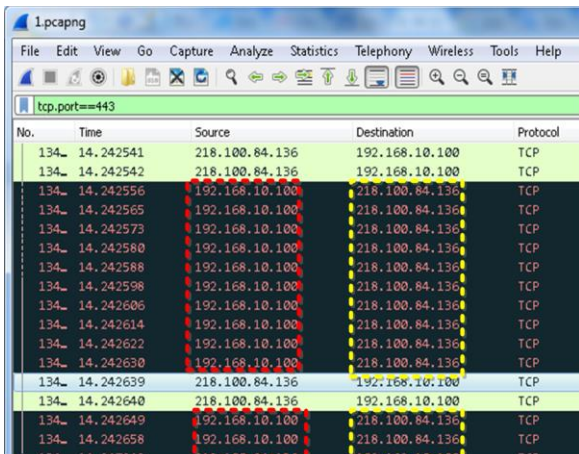 1.pcapng
File Edit View Go Capture Analyze Statistics Telephony Wireless Tools Help
tcp.port==443
No. Time Source Destination Protocol
134… 14.242541 218.100.84.136 192.168.10.100 TCP
134… 14.242542 218.100.84.136 192.168.10.100 TCP
134… 14.242556 192.168.10.100 218.100.84.136 TCP
134… 14.242565 192.168.10.100 218.100.84.136 TCP
134… 14.242573 192.168.10.100 218.100.84.136 TCP
134… 14.242580 192.168.10.100 218.100.84.136 TCP
134… 14.242588 192.168.10.100 218.100.84.136 TCP
134… 14.242598 192.168.10.100 218.100.84.136 TCP
134… 14.242606 192.168.10.100 218.100.84.136 TCP
134… 14.242614 192.168.10.100 218.100.84.136 TCP
134… 14.242622 192.168.10.100 218.100.84.136 TCP
134… 14.242630 192.168.10.100 218.100.84.136 TCP
134… 14.242639 218.100.84.136 192.168.10.100 TCP
134… 14.242640 218.100.84.136 192.168.10.100 TCP
134… 14.242649 192.168.10.100 218.100.84.136 TCP
134… 14.242658 192.168.10.100 218.100.84.136 TCP